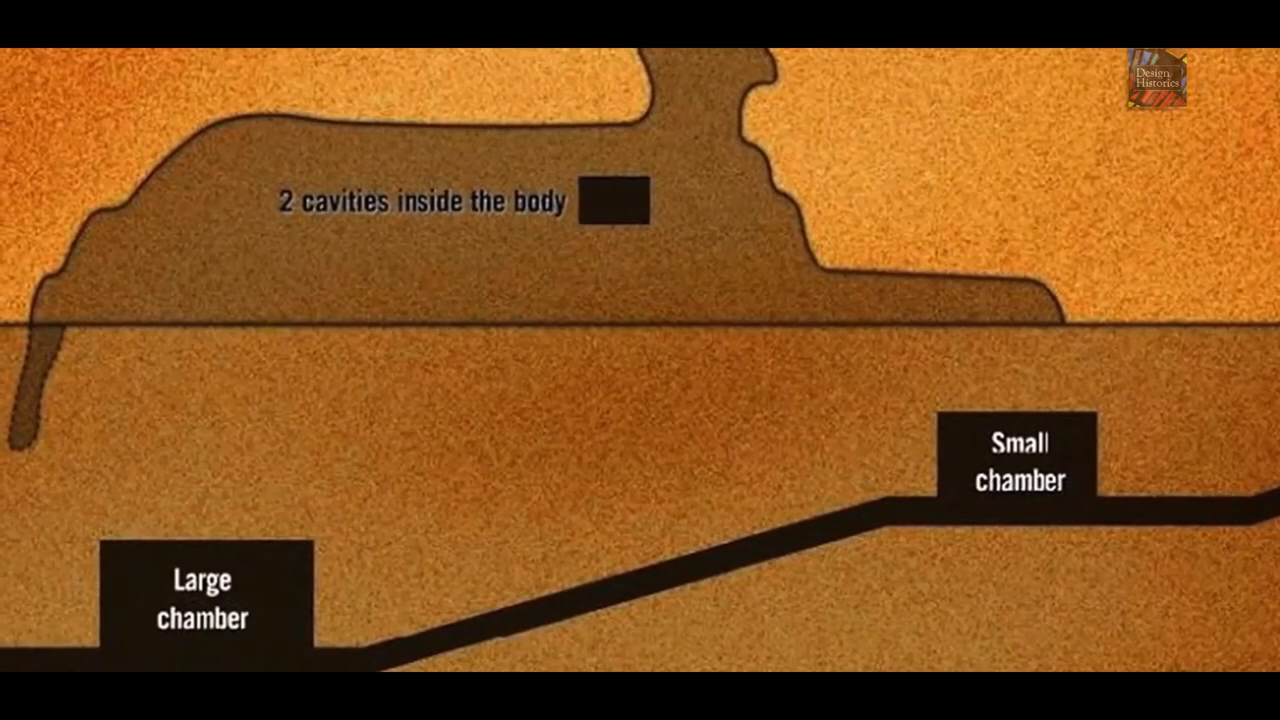 Design
Historics
2 cavities inside the body
Small
chamber
Large
chamber